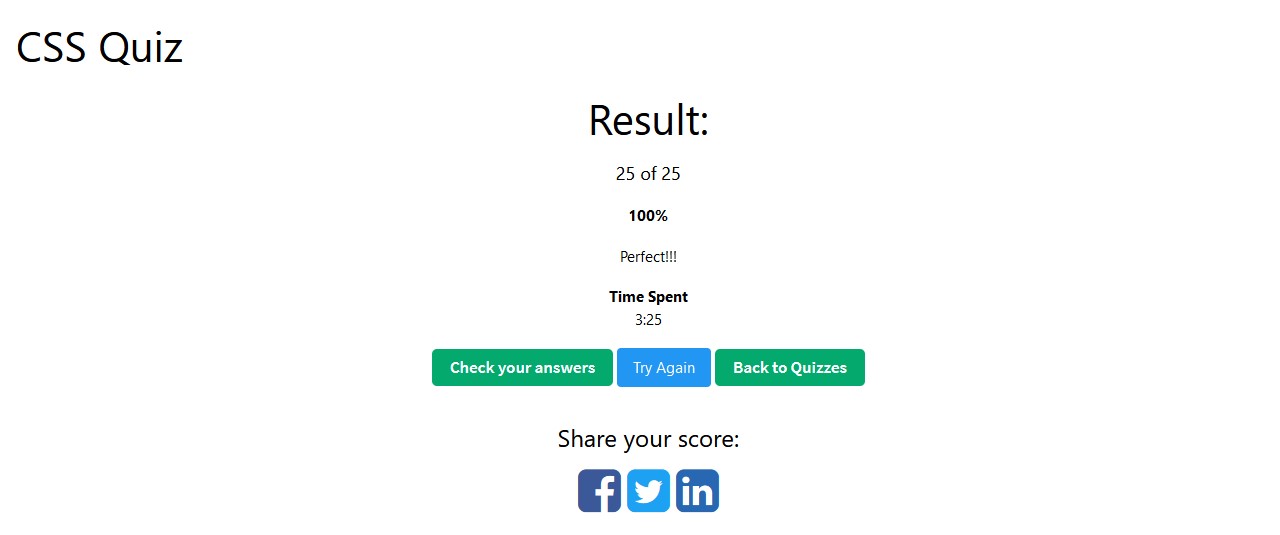 CSS Quiz
Result:
25 of 25
100%
Perfect!!!
Time Spent
3:25
Check your answers Try Again Back to Quizzes
Share your score:
f in